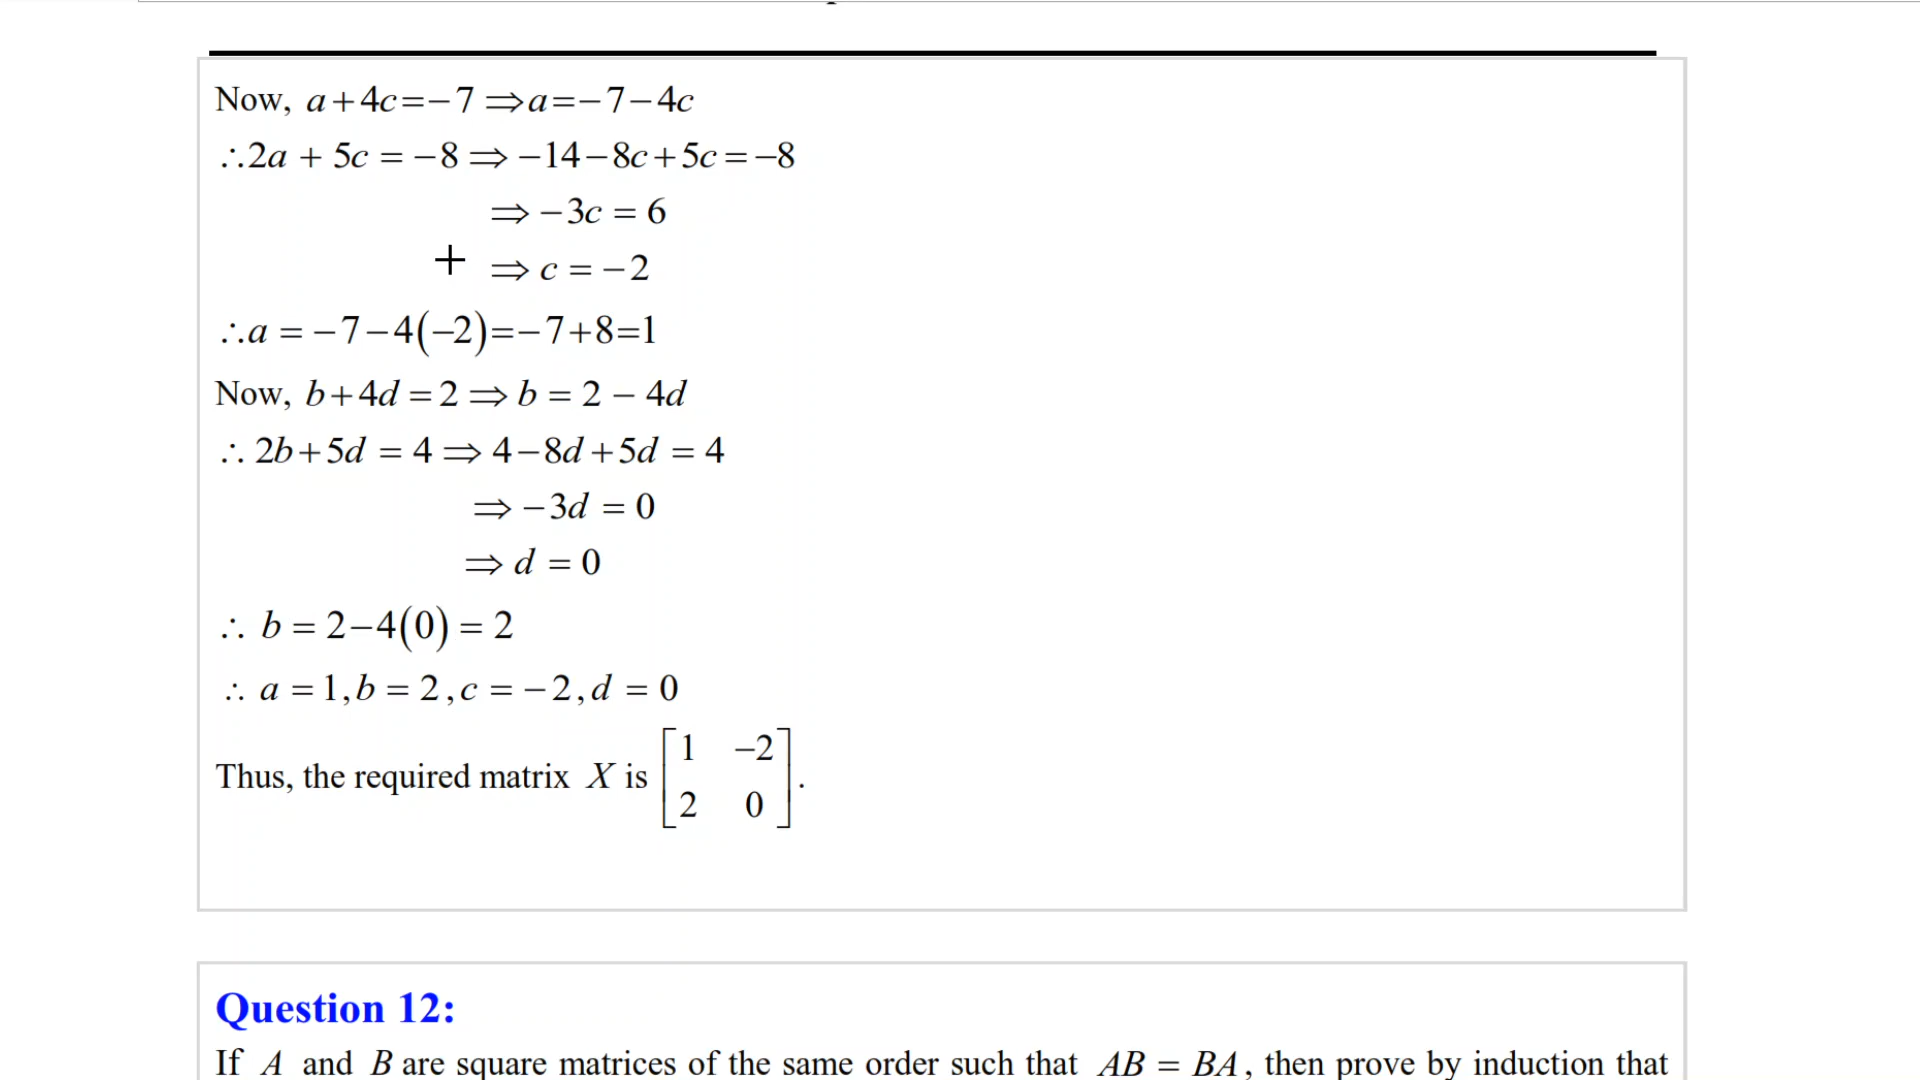 Now, a+4c=−7 ⇒a=−7−4c
∴2a + 5c = −8 ⇒ −14−8c+5c=−8
⇒ −3c = 6
⇒ c = −2
∴a = −7−4(−2)=−7+8=1
Now, b+4d =2 ⇒ b = 2 − 4d
∴ 2b+5d = 4 ⇒ 4−8d+5d = 4
⇒ −3d = 0
⇒ d = 0
∴ b = 2−4(0) = 2
∴ a = 1, b = 2, c = −2, d = 0
Thus, the required matrix X is [1 −2
2 0].
Question 12:
If A and B are square matrices of the same order such that AB = BA, then prove by induction that